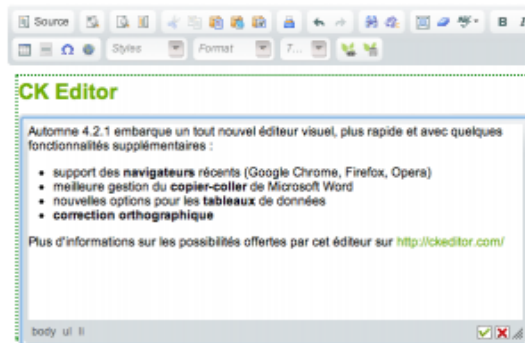 Source
Styles
Format
7...
B
CK Editor
Automne 4.2.1 embarque un tout nouvel éditeur visuel, plus rapide et avec quelques
fonctionnalités supplémentaires :
support des navigateurs récents (Google Chrome, Firefox, Opera)
meilleure gestion du copier-coller de Microsoft Word
nouvelles options pour les tableaux de données
correction orthographique
Plus d'informations sur les possibilités offertes par cet éditeur sur http://ckeditor.com/
body ul li